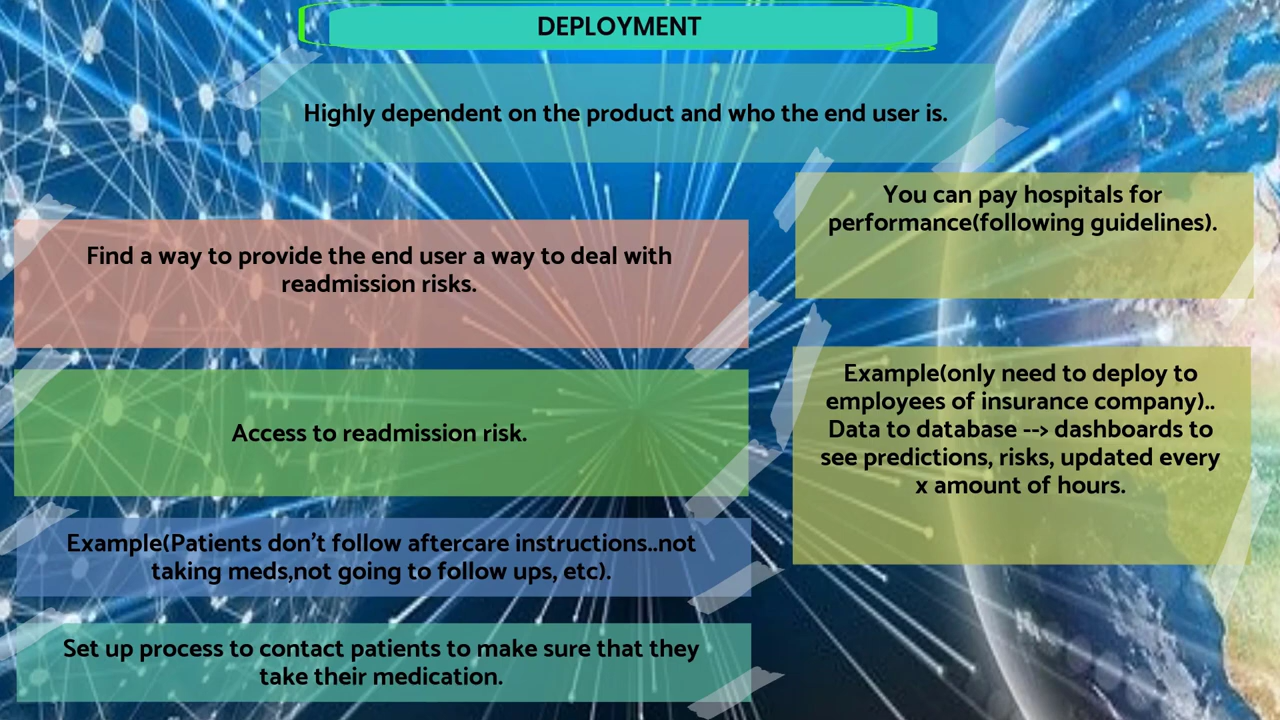 DEPLOYMENT
Highly dependent on the product and who the end user is.
Find a way to provide the end user a way to deal with
readmission risks.
Access to readmission risk.
Example(Patients don't follow aftercare instructions..not
taking meds,not going to follow ups, etc).
Set up process to contact patients to make sure that they
take their medication.
You can pay hospitals for
performance(following guidelines).
Example(only need to deploy to
employees of insurance company)..
Data to database --> dashboards to
see predictions, risks, updated every
x amount of hours.